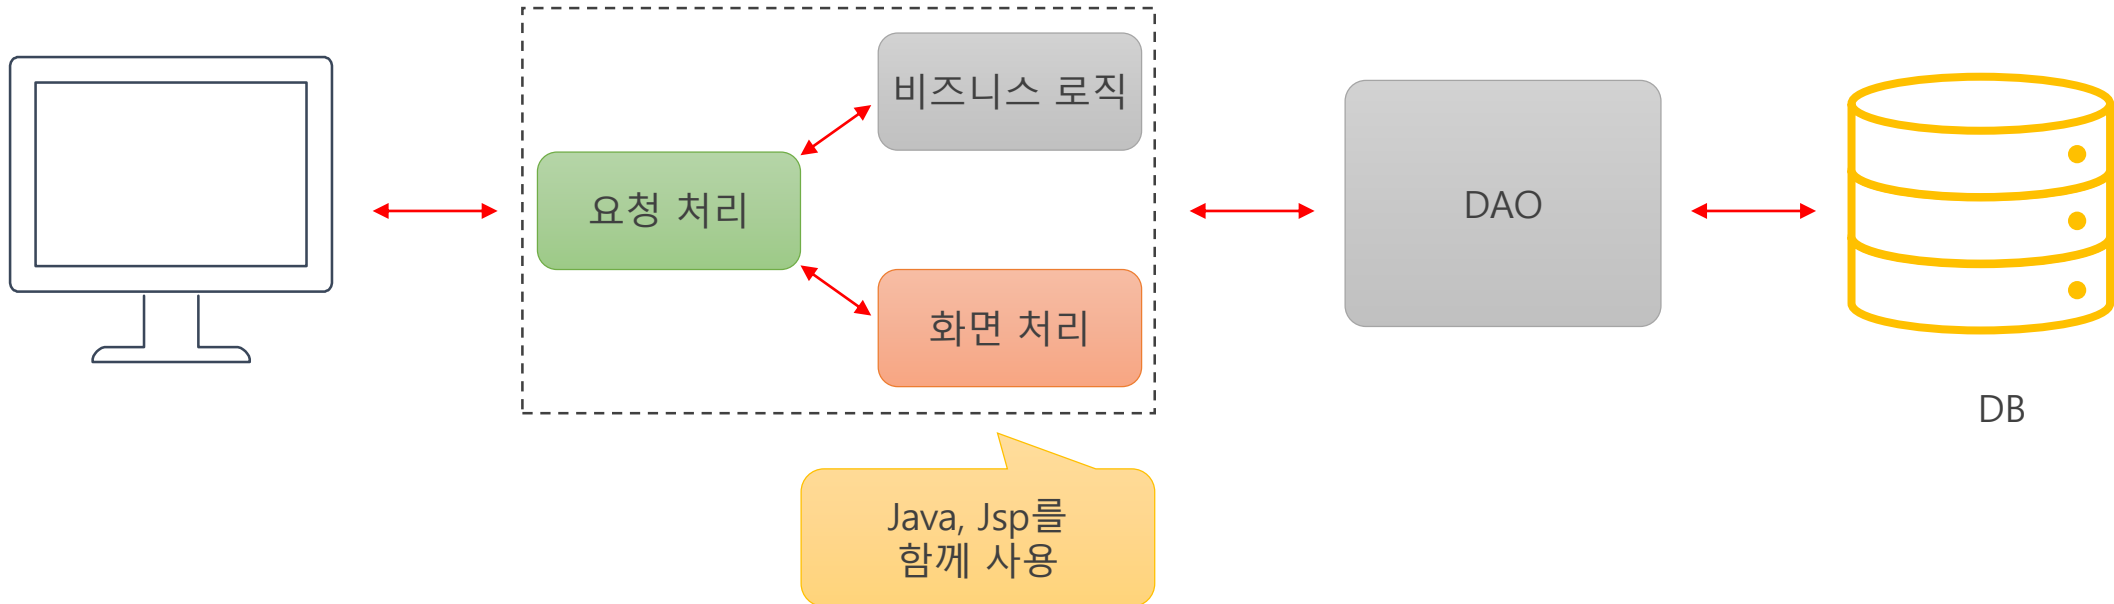 비즈니스 로직
요청 처리
DAO
화면 처리
DB
Java, Jsp를
함께 사용